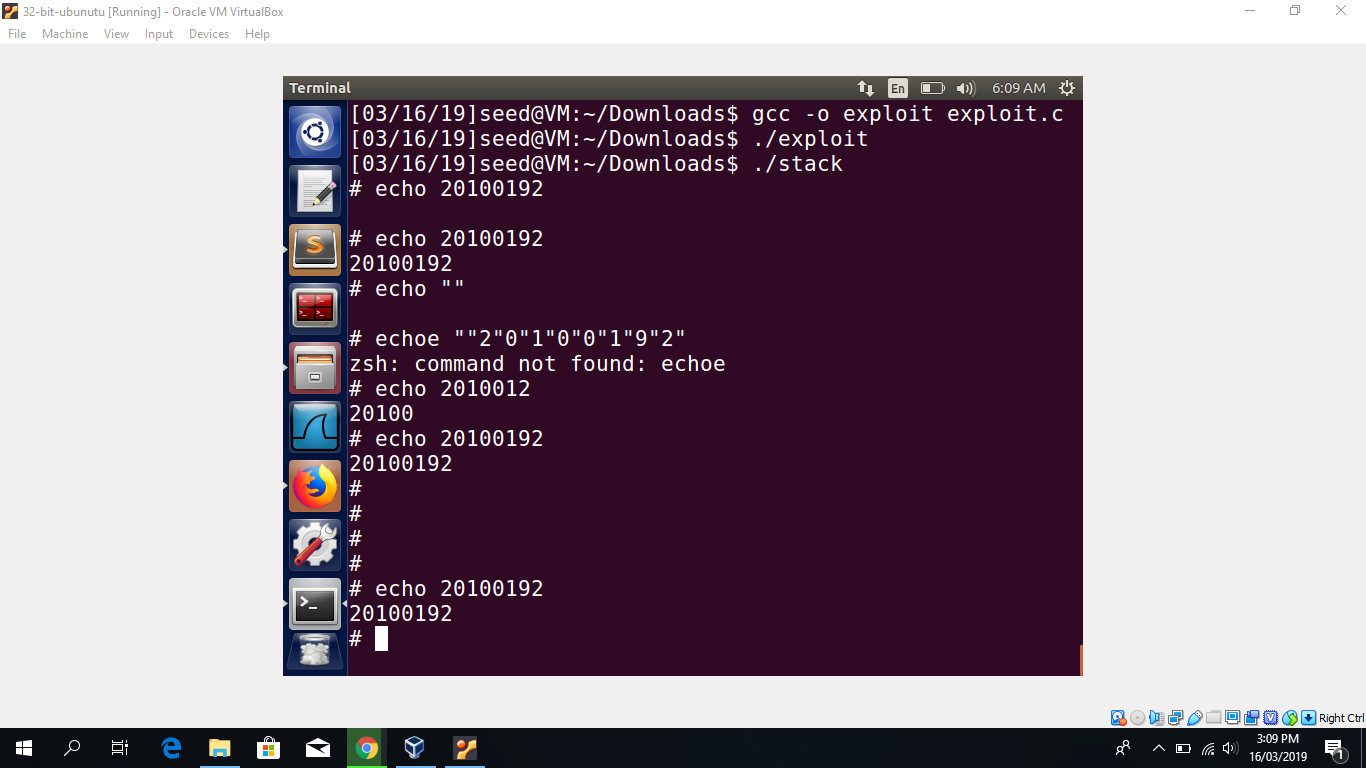 32-bit-ubunutu [Running] - Oracle VM VirtualBox
File Machine View Input Devices Help
Terminal En 6:09 AM
[03/16/19]seed@VM:~/Downloads$ gcc -o exploit exploit.c
[03/16/19]seed@VM:~/Downloads$ ./exploit
[03/16/19]seed@VM:~/Downloads$ ./stack
# echo 20100192
# echo 20100192
20100192
# echo ""
# echoe ""2"0"1"0"0"1"9"2"
zsh: command not found: echoe
# echo 2010012
20100
# echo 20100192
20100192
#
#
#
#
# echo 20100192
20100192
#
Right Ctrl
3:09 PM
16/03/2019
1